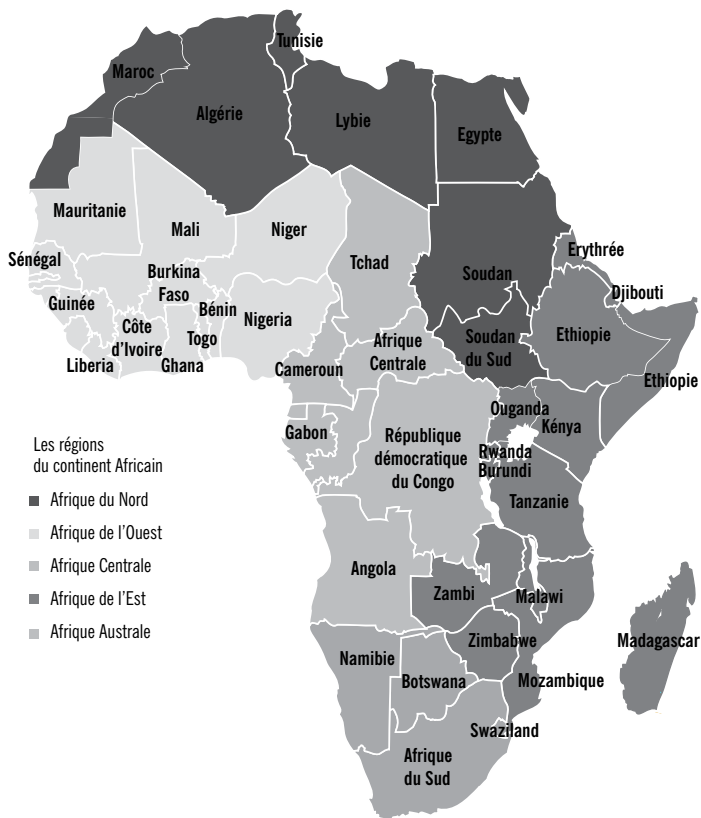 Tunisie
Maroc
Algérie
Lybie
Egypte
Mauritanie
Mali
Niger
Tchad
Soudan
Erythrée
Sénégal
Burkina
Faso
Djibouti
Guinée
Bénin
Nigeria
Côte
d’Ivoire
Togo
Liberia
Ghana
Cameroun
Afrique
Centrale
Soudan
du Sud
Ethiopie
Ethiopie
Ouganda
Kénya
Gabon
République
démocratique
du Congo
Rwanda
Burundi
Tanzanie
Les régions
du continent Africain
Afrique du Nord
Afrique de l’Ouest
Afrique Centrale
Afrique de l’Est
Afrique Australe
Angola
Zambi
Malawi
Zimbabwe
Madagascar
Namibie
Botswana
Mozambique
Swaziland
Afrique
du Sud